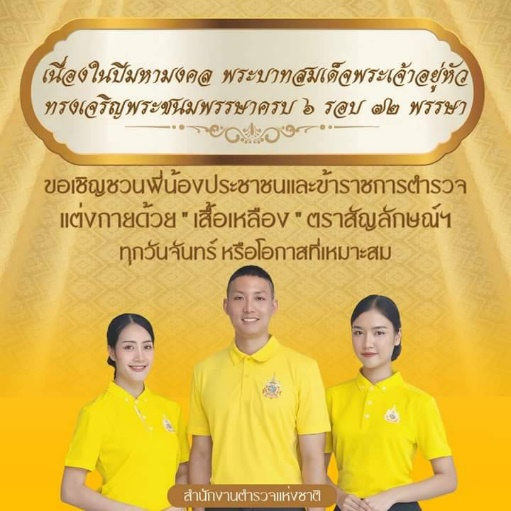 เนื่องในปีมหามงคล พระบาทสมเด็จพระเจ้าอยู่หัว
ทรงเจริญพระชนมพรรษาครบ ๖ รอบ ๗๒ พรรษา
ขอเชิญชวนพี่น้องประชาชนและข้าราชการตำรวจ
แต่งกายด้วย " เสื้อเหลือง " ตราสัญลักษณ์ฯ
ทุกวันจันทร์ หรือโอกาสที่เหมาะสม
สำนักงานตำรวจแห่งชาติ